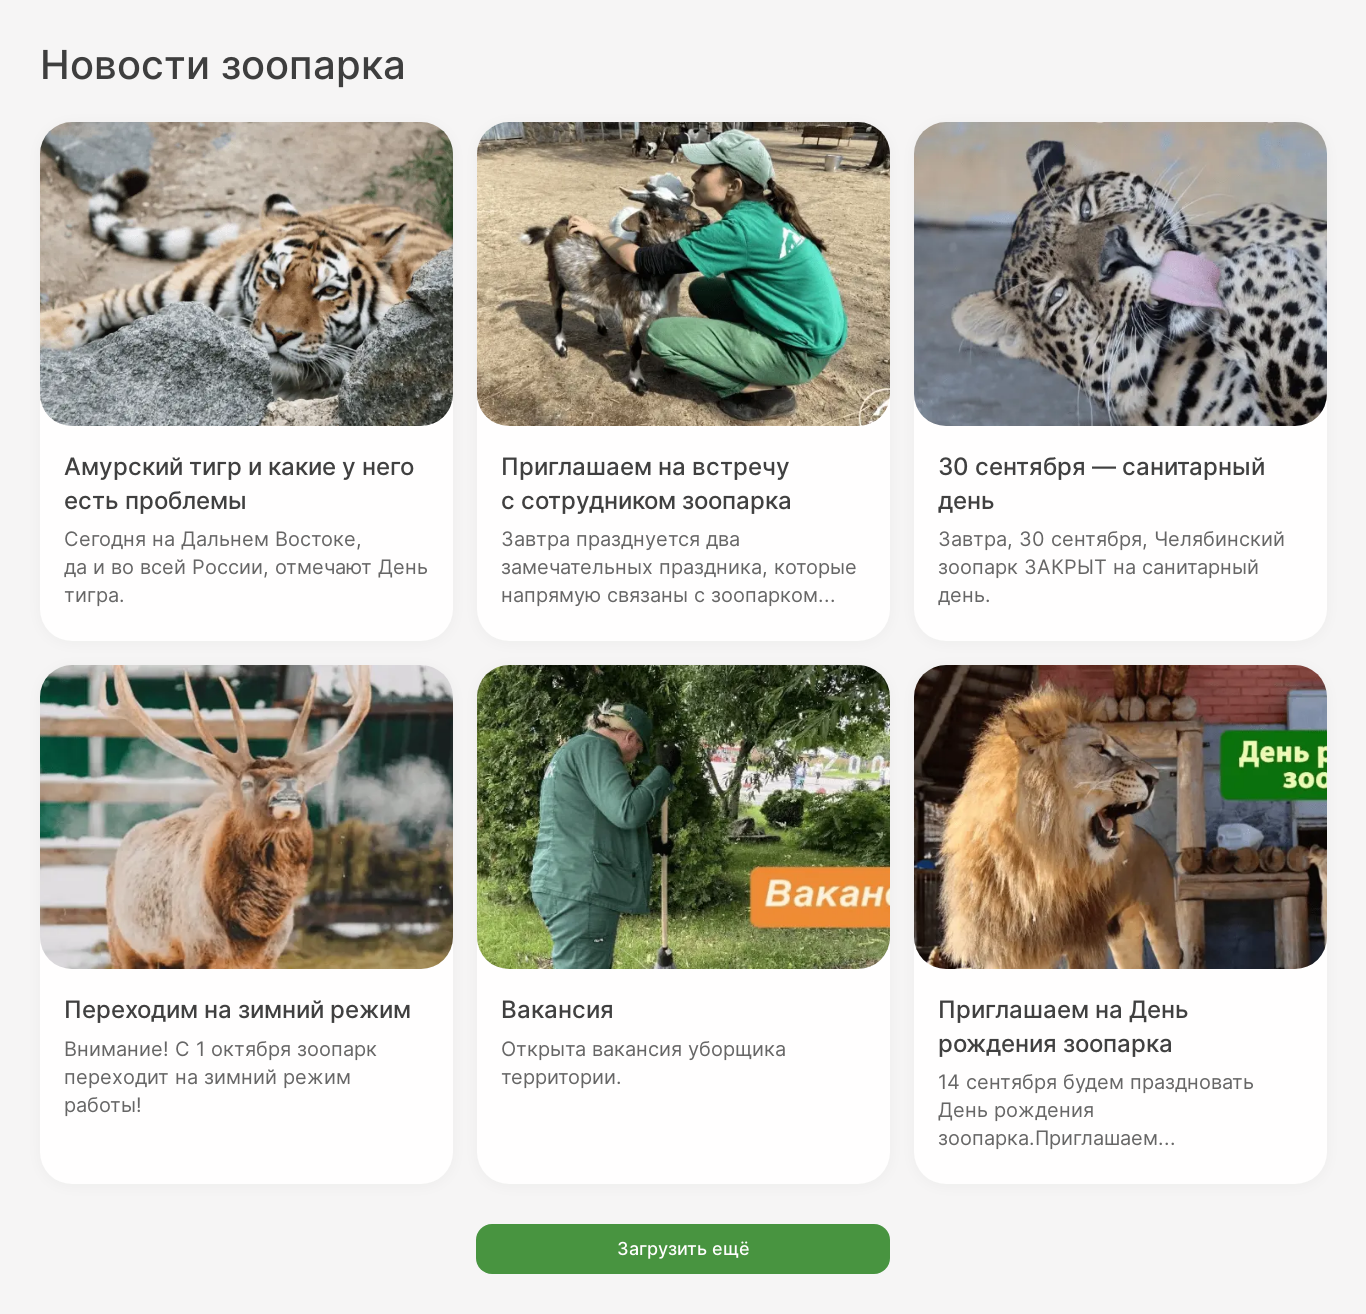 Новости зоопарка
Амурский тигр и какие у него
есть проблемы
Сегодня на Дальнем Востоке,
да и во всей России, отмечают День
тигра.
Приглашаем на встречу
с сотрудником зоопарка
Завтра празднуется два
замечательных праздника, которые
напрямую связаны с зоопарком...
30 сентября — санитарный
день
Завтра, 30 сентября, Челябинский
зоопарк ЗАКРЫТ на санитарный
день.
ZOO
Вакан
День р
зоо
Переходим на зимний режим
Внимание! С 1 октября зоопарк
переходит на зимний режим
работы!
Вакансия
Открыта вакансия уборщика
территории.
Приглашаем на День
рождения зоопарка
14 сентября будем праздновать
День рождения
зоопарка.Приглашаем...
Загрузить ещё